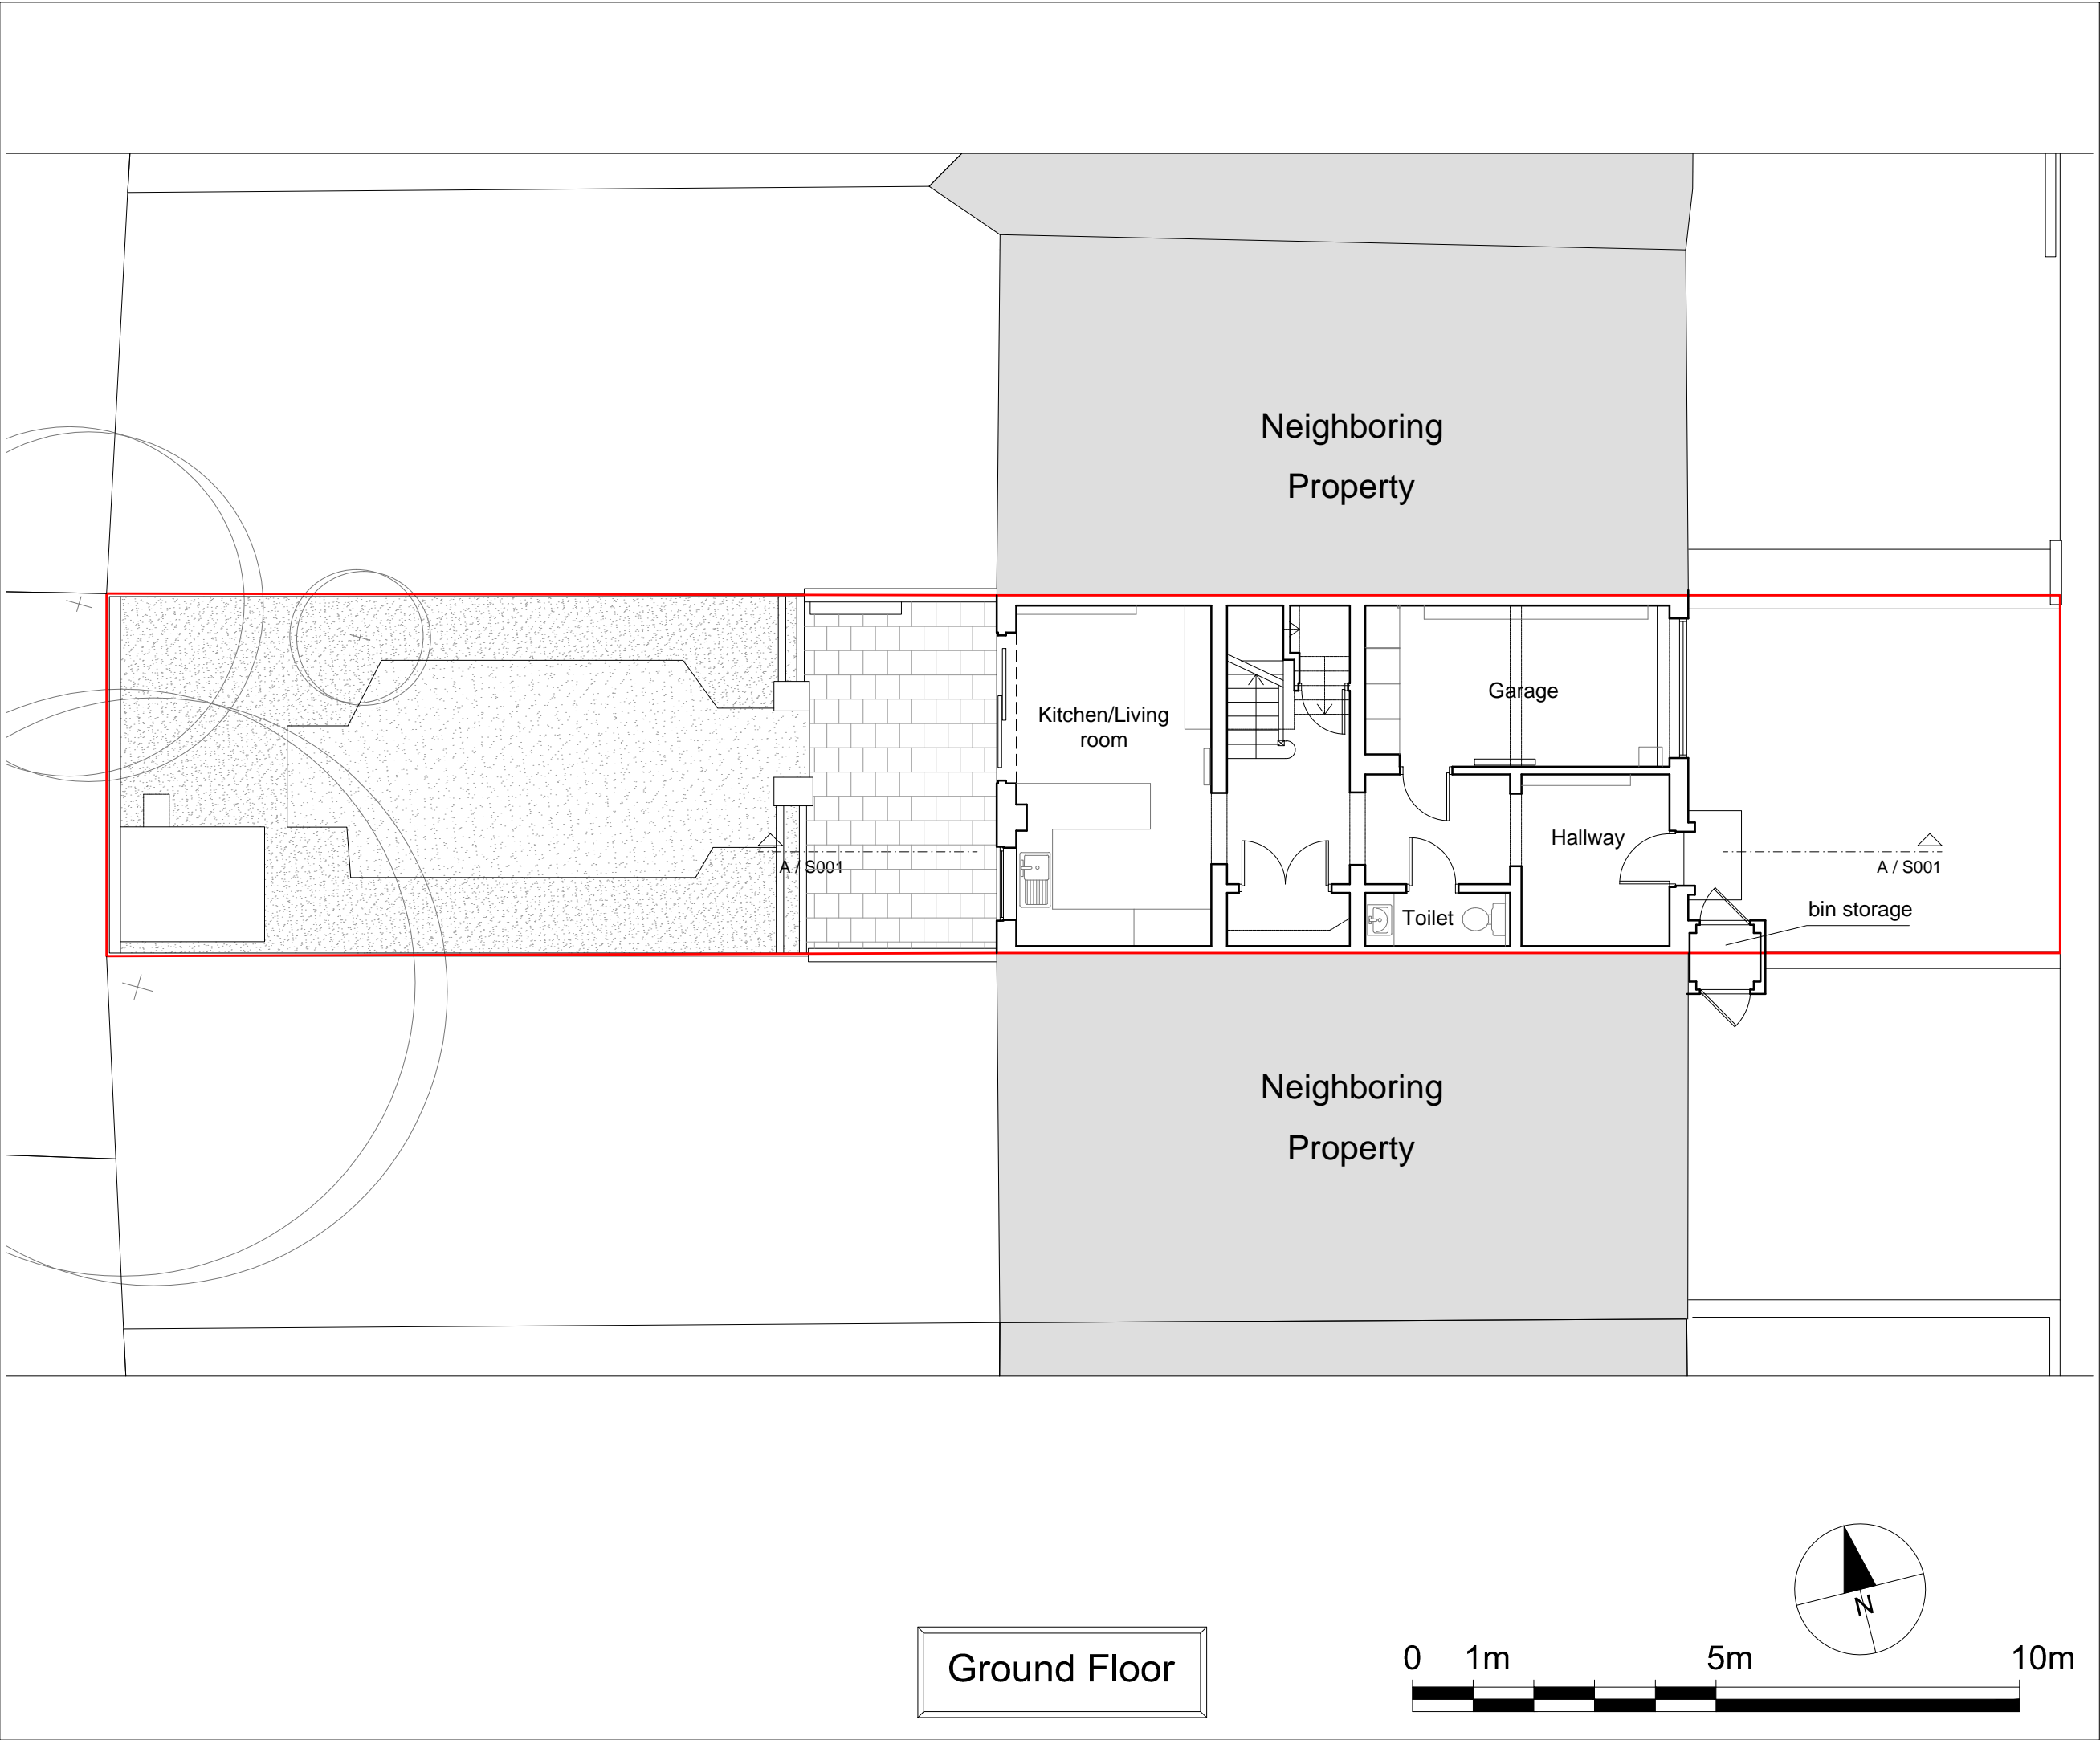 Neighboring
Property
Kitchen/Living
room
Garage
Hallway
A / S001
A / S001
bin storage
Toilet
Neighboring
Property
N
Ground Floor
0 1m 5m 10m